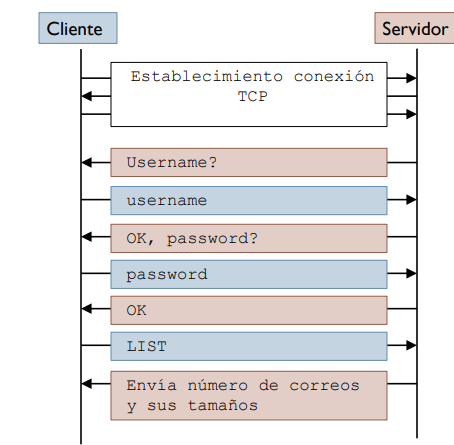 Cliente
Servidor
Establecimiento conexión
TCP
Username?
username
OK, password?
password
OK
LIST
Envía número de correos
y sus tamaños